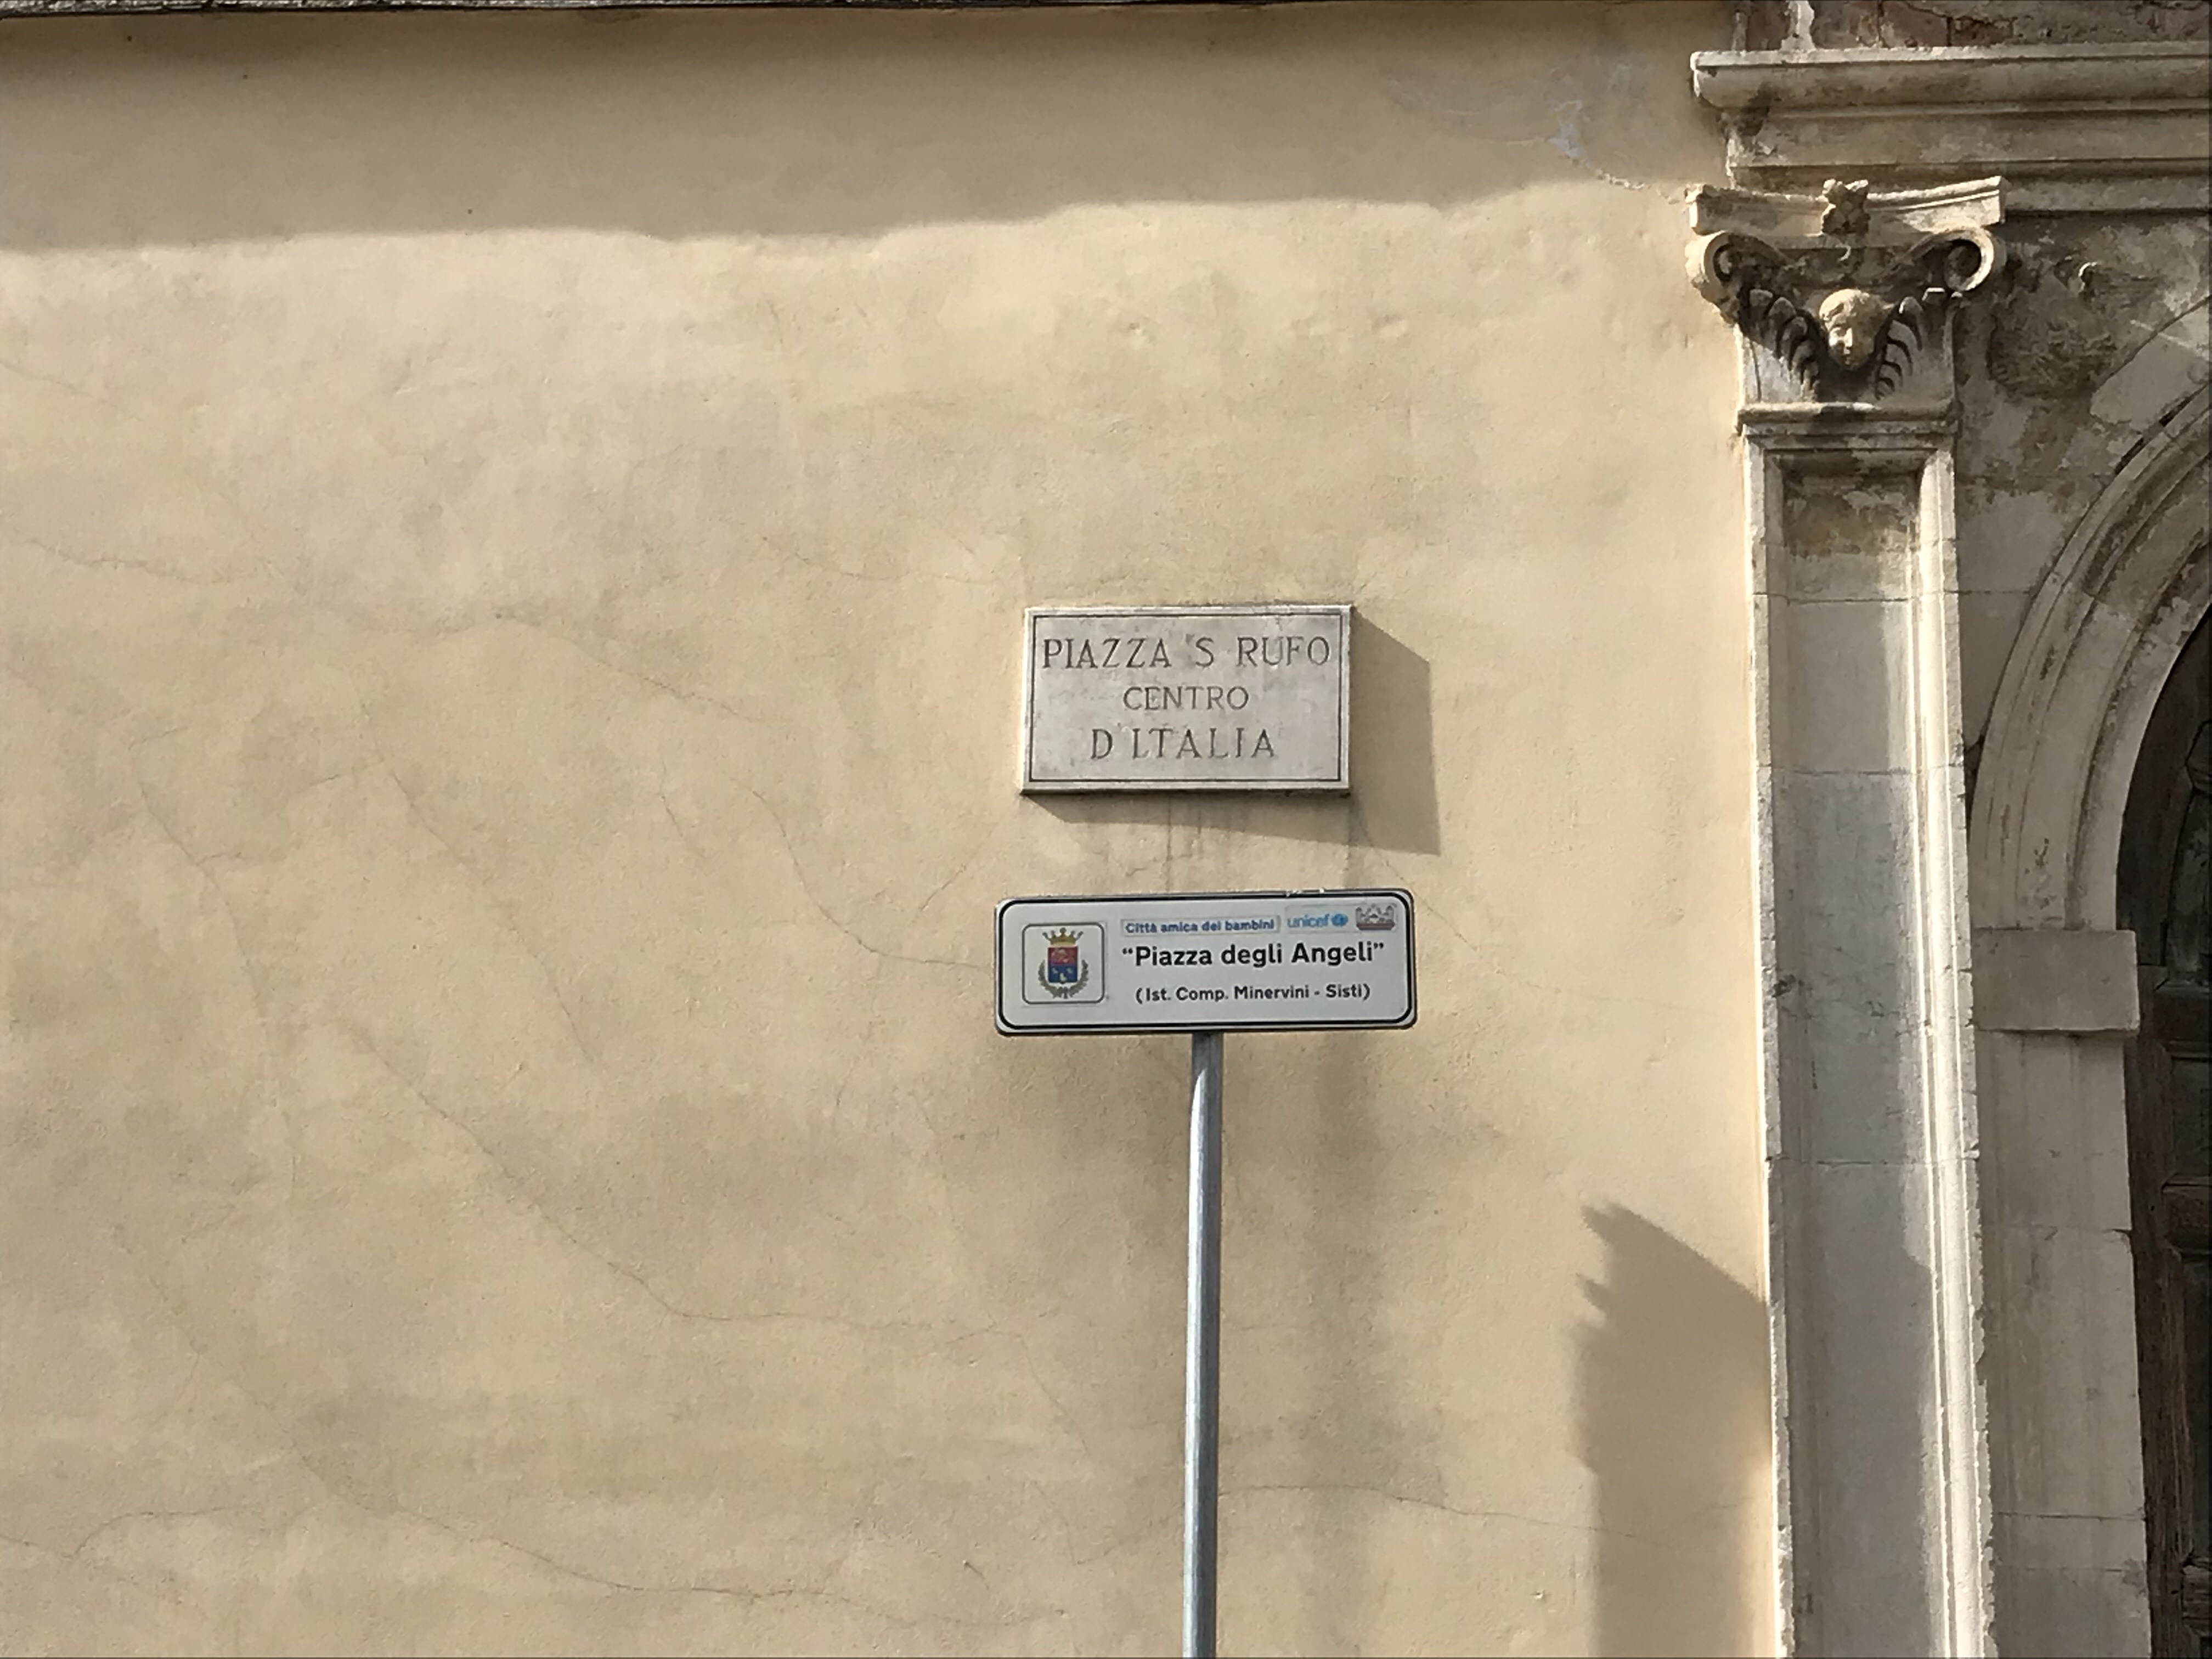 PIAZZA S RUFO
CENTRO
D'ITALIA
Città amica dei bambini unicef
"Piazza degli Angeli"
(Ist. Comp. Minervini - Sisti)